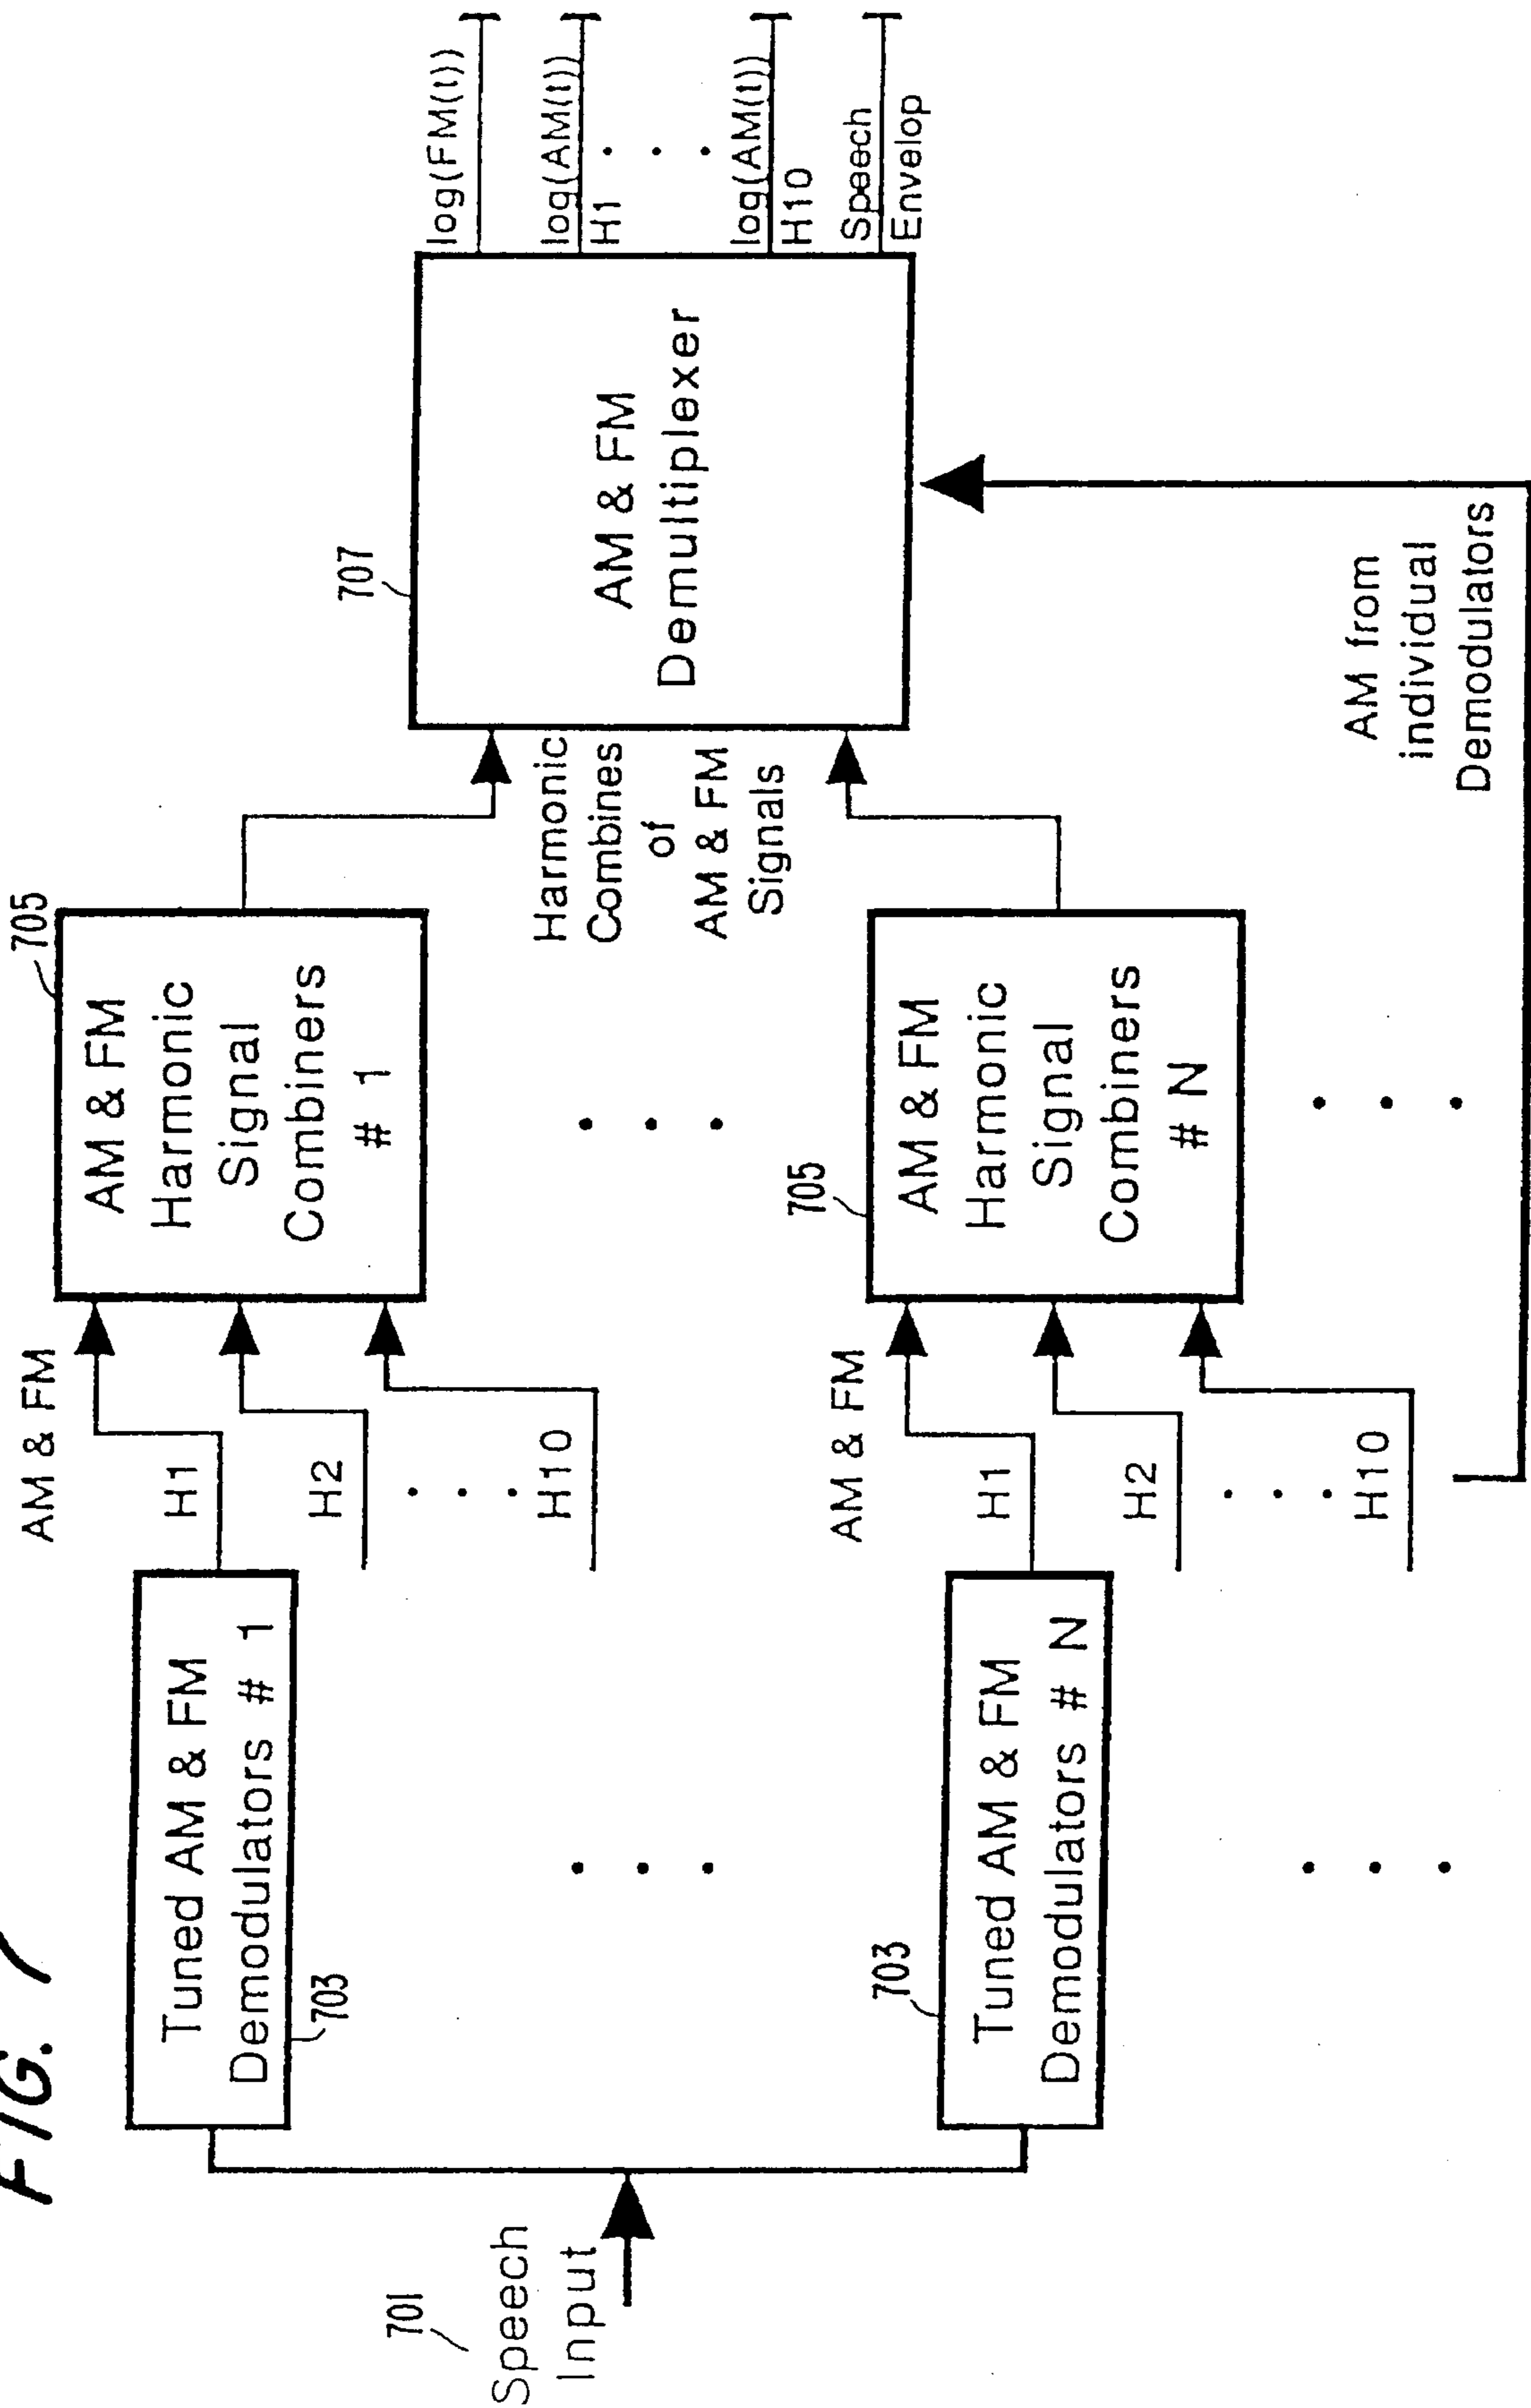 FIG. 7
701
Speech
Input
Tuned AM & FM
Demodulators # 1
703
703
Tuned AM & FM
Demodulators # N
AM & FM
H1
H2
H10
AM & FM
H1
H2
H10
705
AM & FM
Harmonic
Signal
Combiners
# 1
705
AM & FM
Harmonic
Signal
Combiners
# N
Harmonic
Combines
of
AM & FM
Signals
AM from
individual
Demodulators
707
AM & FM
Demultiplexer
log(FM(t))
log(AM(t))
H1
log(AM(t))
H10
Speech
Envelop